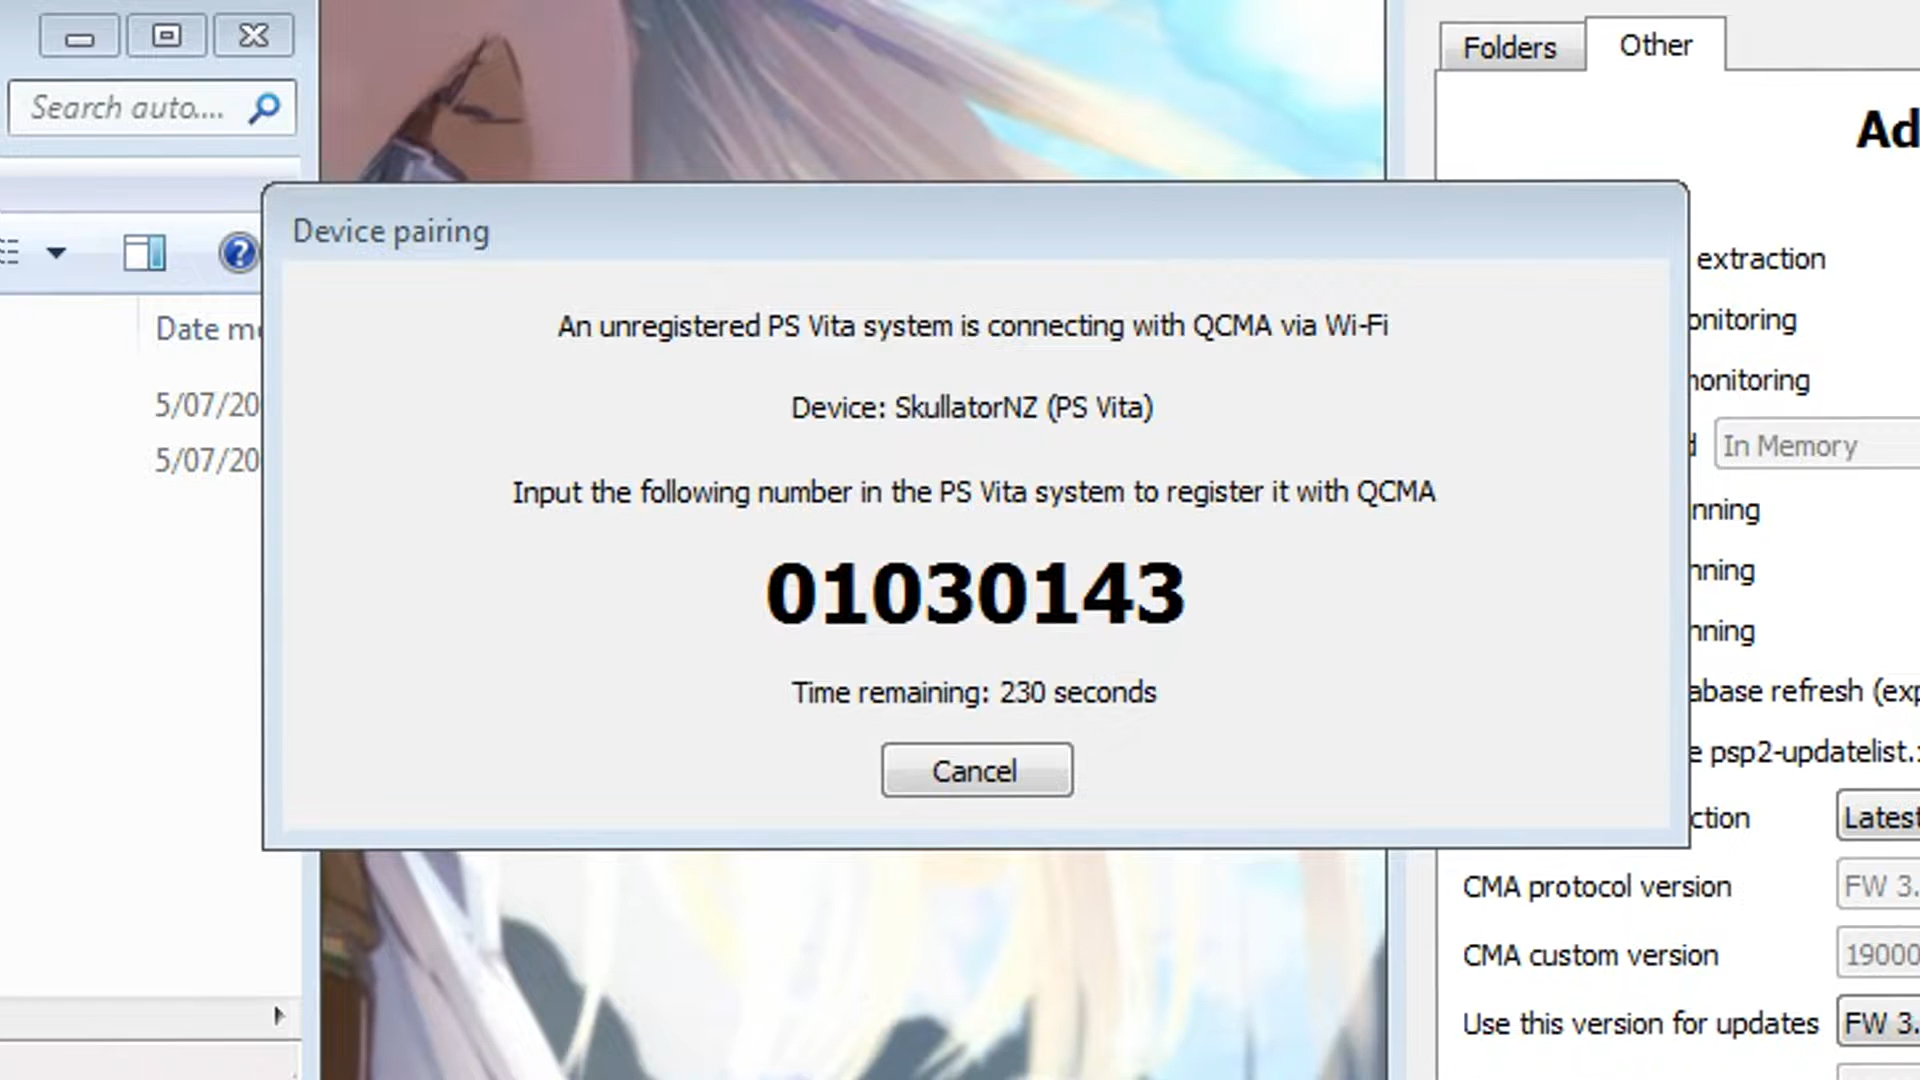 Search auto....
Date m
5/07/20
5/07/20
Device pairing
An unregistered PS Vita system is connecting with QCMA via Wi-Fi
Device: SkullatorNZ (PS Vita)
Input the following number in the PS Vita system to register it with QCMA
01030143
Time remaining: 230 seconds
Cancel
Folders
Other
Ad
extraction
onitoring
onitoring
In Memory
nning
nning
nning
abase refresh (exp
e psp2-updatelist.
ction
Latest
CMA protocol version
FW 3.
CMA custom version
19000
Use this version for updates
FW 3.